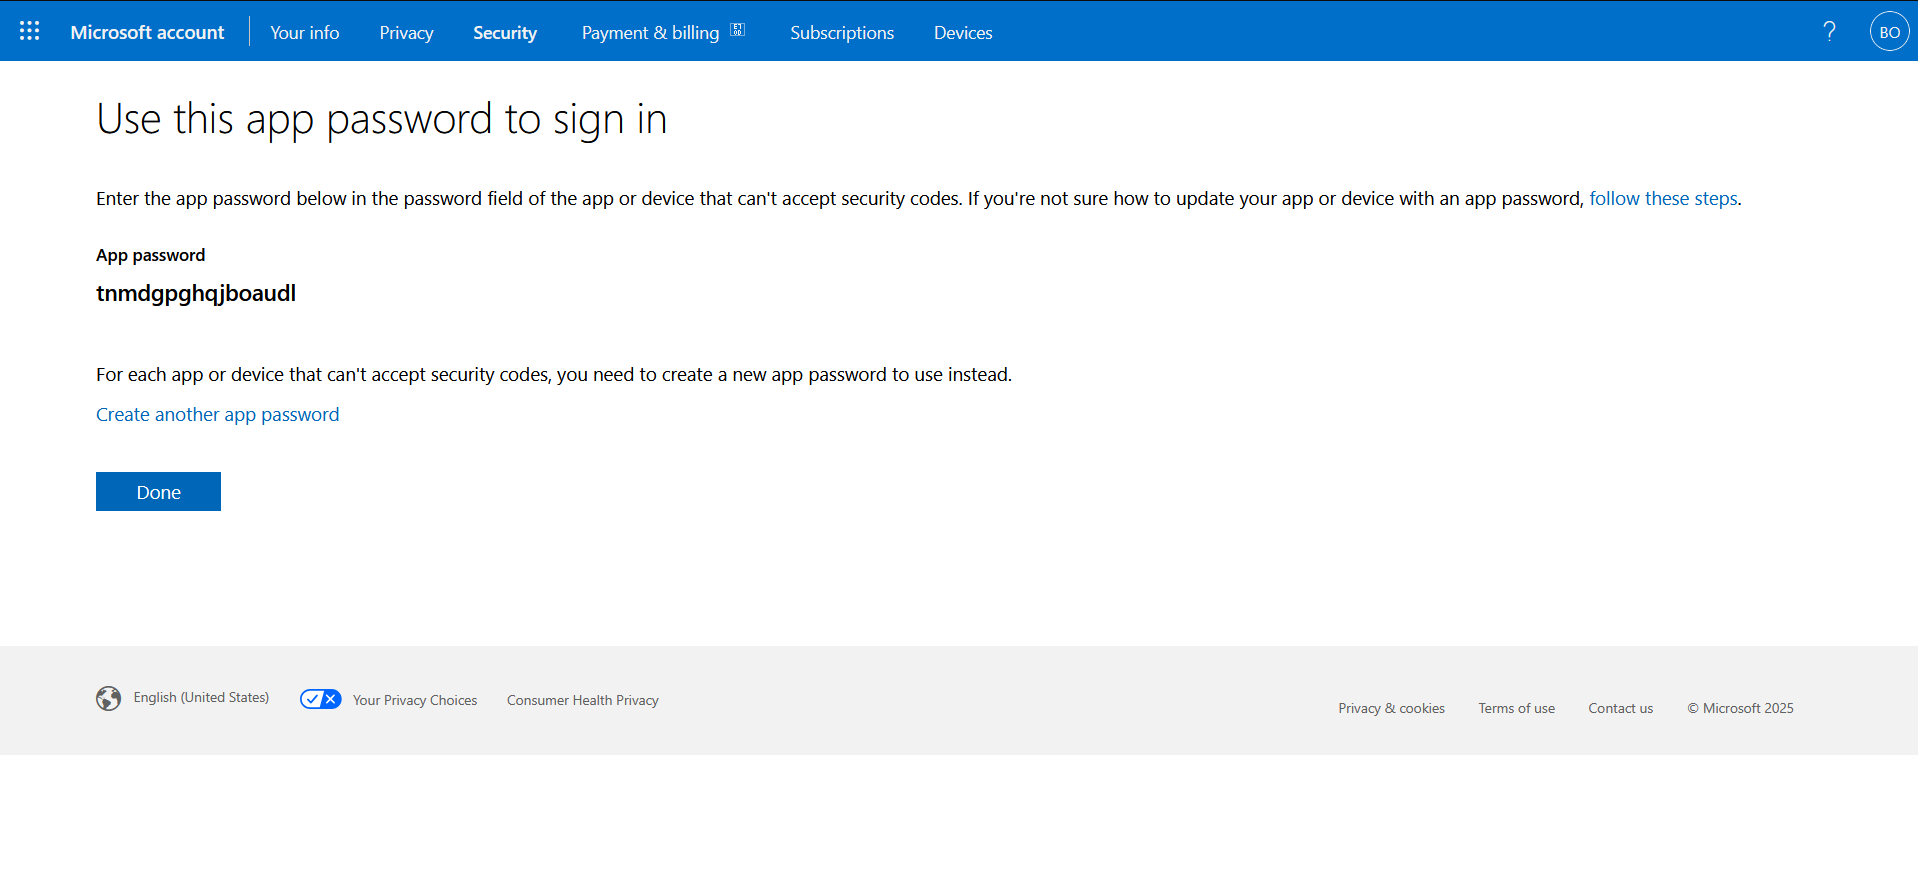 Microsoft account
Your info
Privacy
Security
Payment & billing
Subscriptions
Devices
?
BO
Use this app password to sign in
Enter the app password below in the password field of the app or device that can't accept security codes. If you're not sure how to update your app or device with an app password, follow these steps.
App password
tnmdgpghqjboaudl
For each app or device that can't accept security codes, you need to create a new app password to use instead.
Create another app password
Done
English (United States)
Your Privacy Choices
Consumer Health Privacy
Privacy & cookies
Terms of use
Contact us
© Microsoft 2025